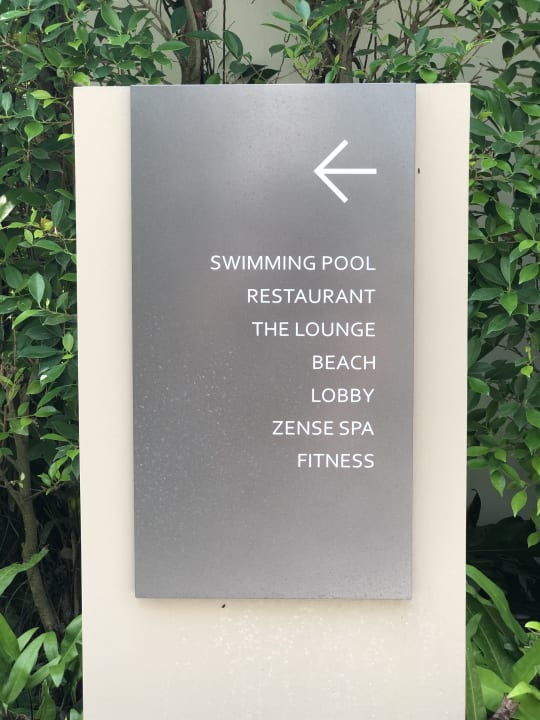 SWIMMING POOL
RESTAURANT
THE LOUNGE
BEACH
LOBBY
ZENSE SPA
FITNESS